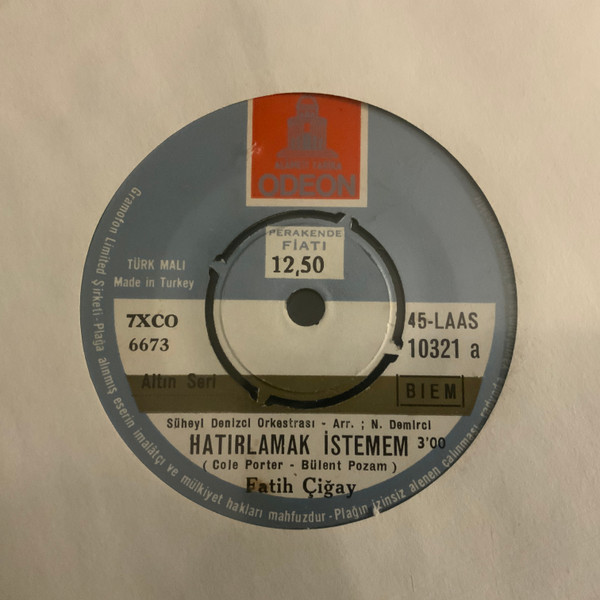 ODEON
PERAKENDE
FİATI
12,50
TÜRK MALI
Made in Turkey
7XCO
6673
45-LAAS
10321 a
Altın Seri
BIEM
Süheyl Denizci Orkestrası - Arr. ; N. Demirci
HATIRLAMAK İSTEMEM 3'00
( Cole Porter - Bülent Pozam )
Fatih Çiğay
Gramofon Limited Şirketi - Plağa alınmış eserin imalâtçı ve mülkiyet hakları mahfuzdur - Plağın izinsiz alenen çalınması